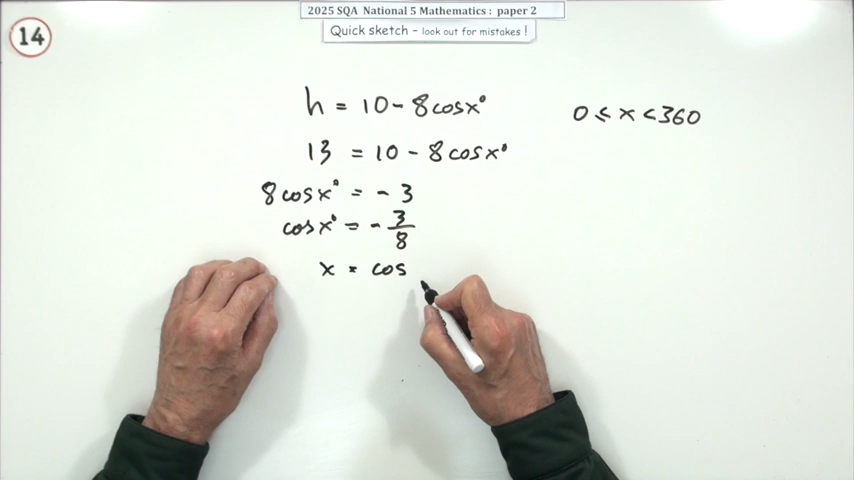 2025 SQA National 5 Mathematics : paper 2
Quick sketch - look out for mistakes !
14
h = 10 - 8cosx°
0 ≤ x < 360
13 = 10 - 8cosx°
8cosx° = - 3
cosx° = - 3/8
x = cos